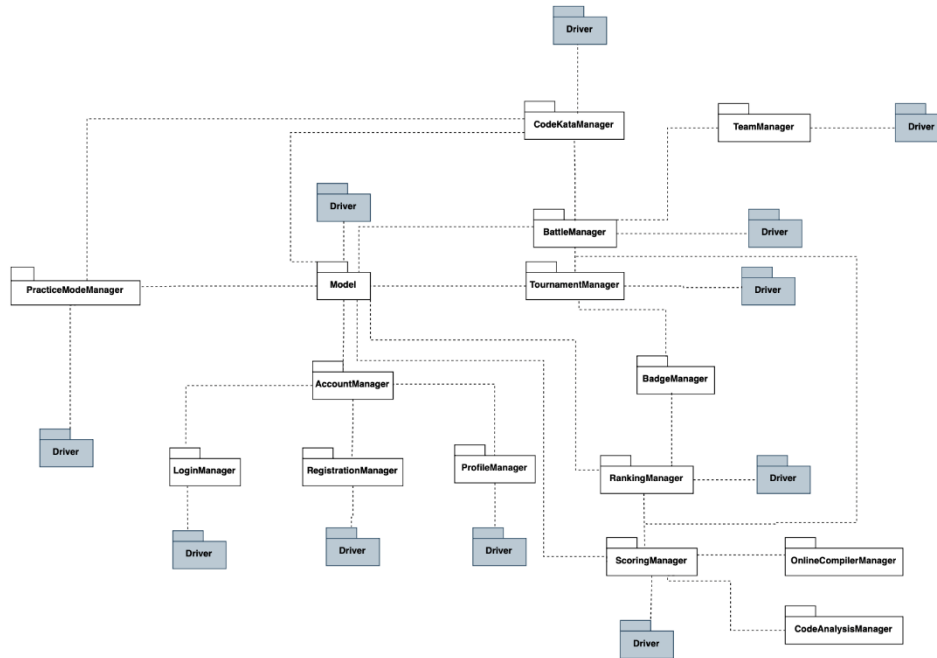 Driver
CodeKataManager
TeamManager
Driver
Driver
BattleManager
Driver
PracticeModeManager
Model
TournamentManager
Driver
AccountManager
BadgeManager
Driver
LoginManager
RegistrationManager
ProfileManager
RankingManager
Driver
Driver
Driver
Driver
ScoringManager
OnlineCompilerManager
Driver
CodeAnalysisManager